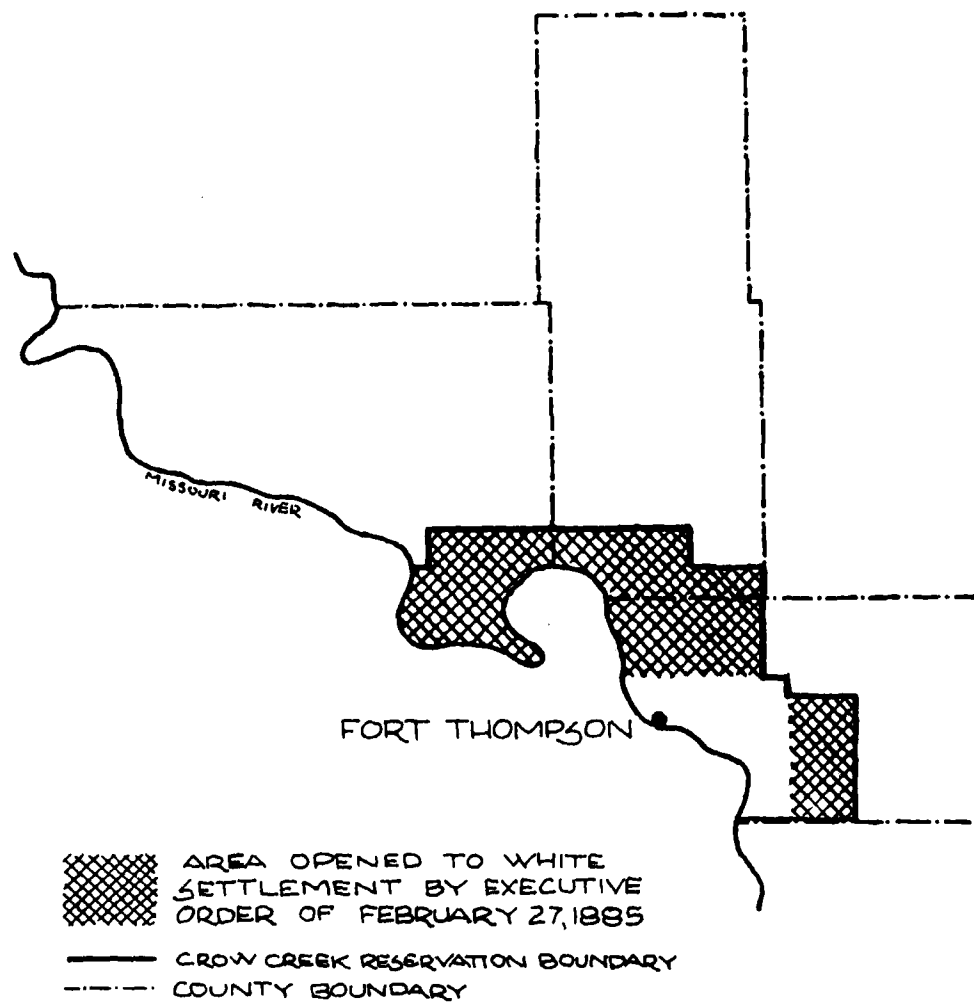 MISSOURI RIVER
FORT THOMPSON
AREA OPENED TO WHITE
SETTLEMENT BY EXECUTIVE
ORDER OF FEBRUARY 27, 1885
CROW CREEK RESERVATION BOUNDARY
COUNTY BOUNDARY